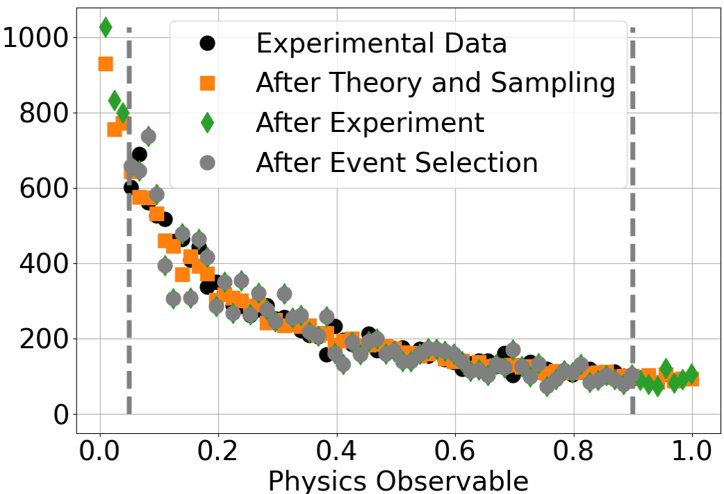 1000
800
600
400
200
0
Experimental Data
After Theory and Sampling
After Experiment
After Event Selection
0.0 0.2 0.4 0.6 0.8 1.0
Physics Observable